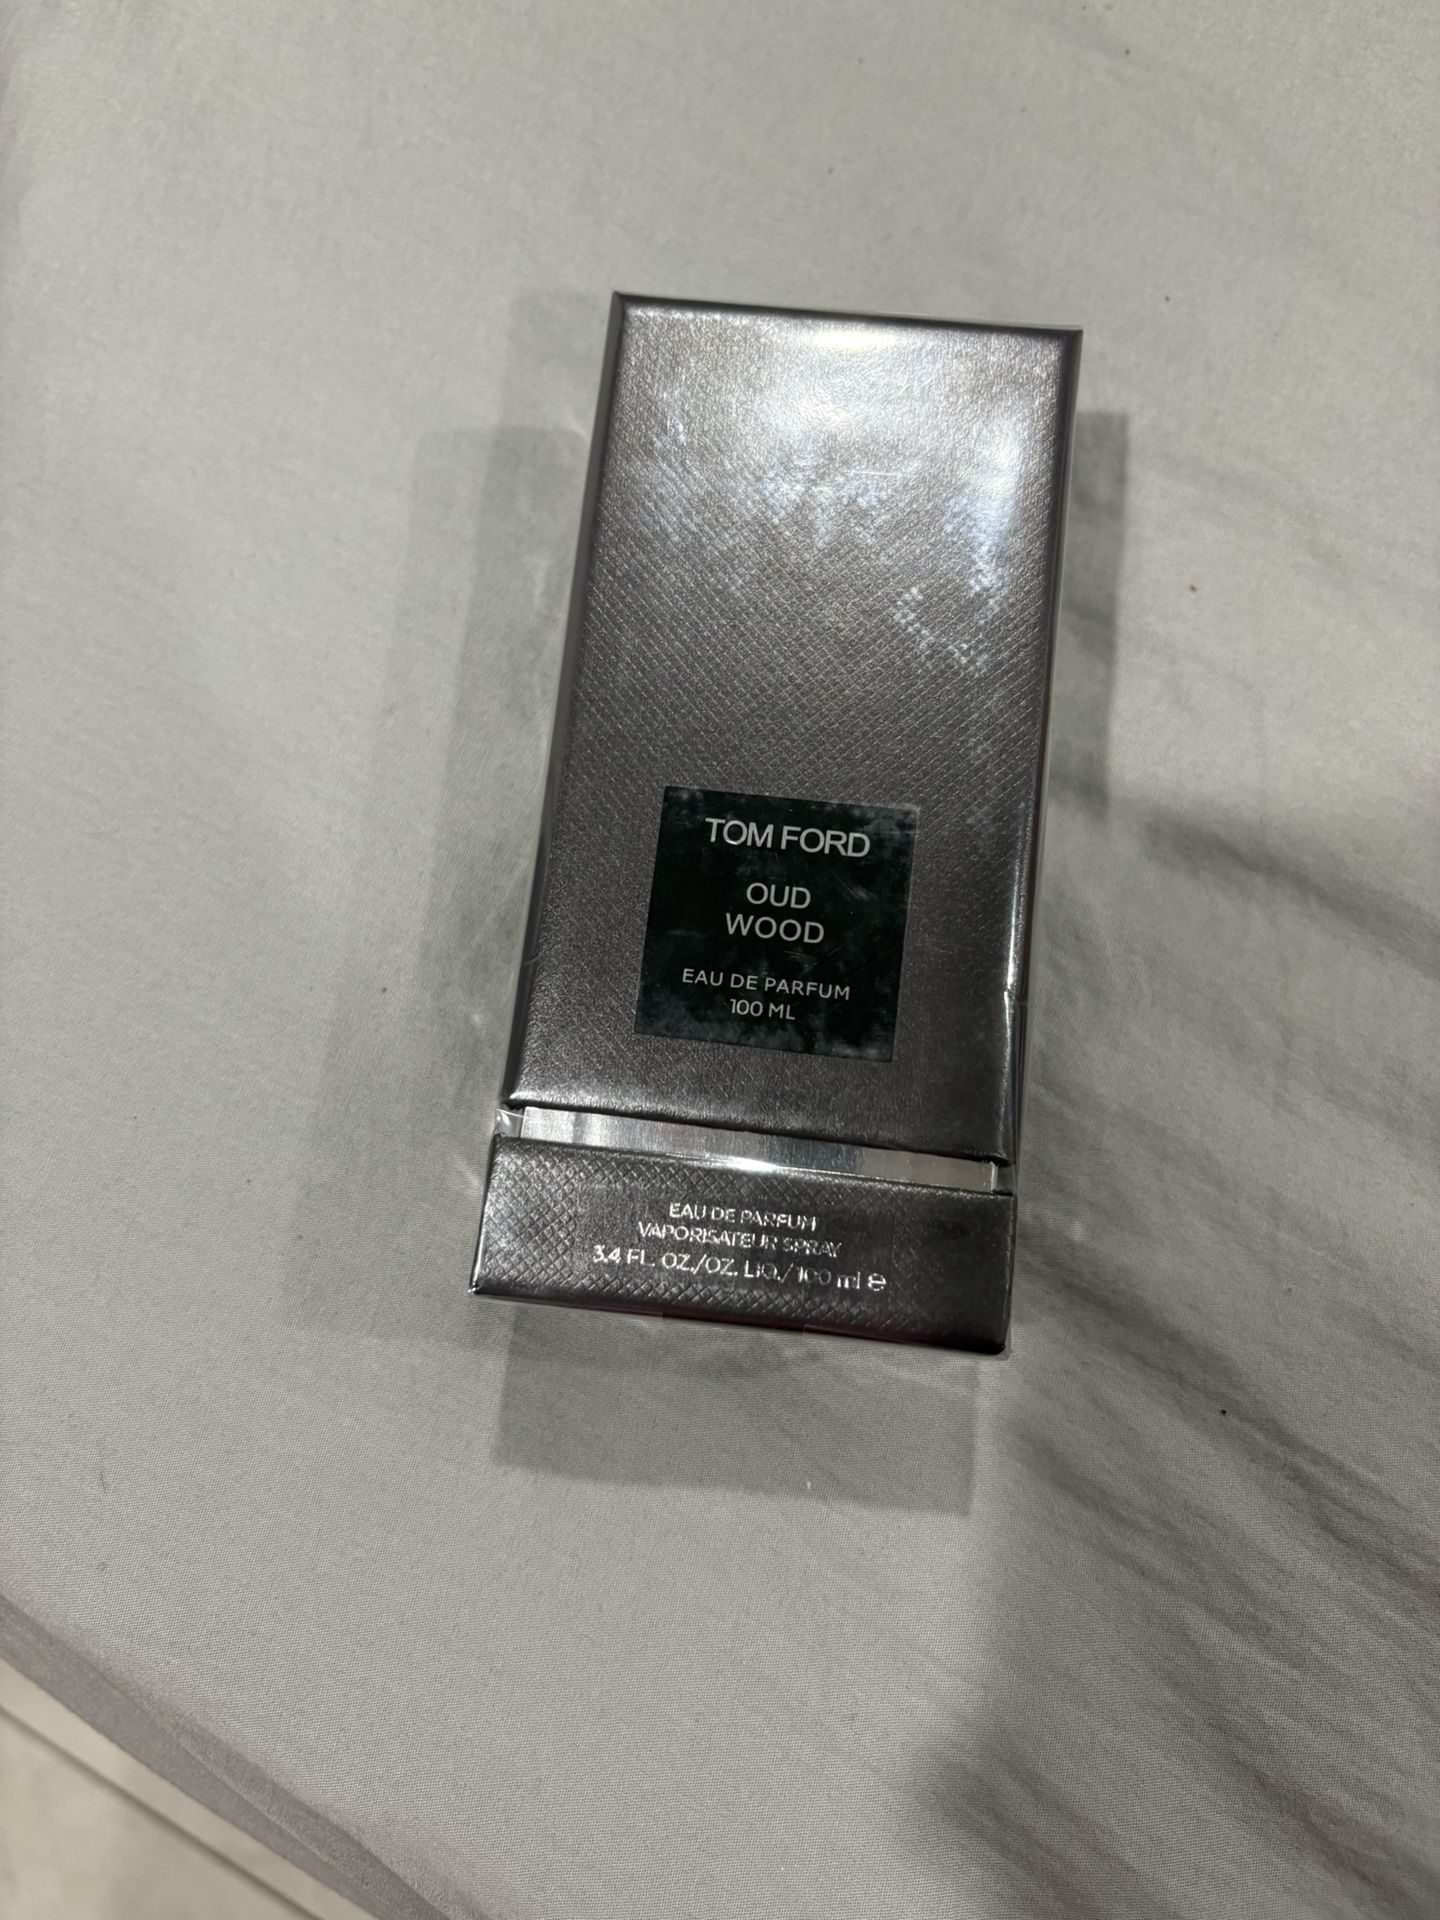 TOM FORD
OUD
WOOD
EAU DE PARFUM
100 ML
EAU DE PARFUM
VAPORISATEUR SPRAY
3.4 FL. OZ./OZ. LIQ./100 ml ℮